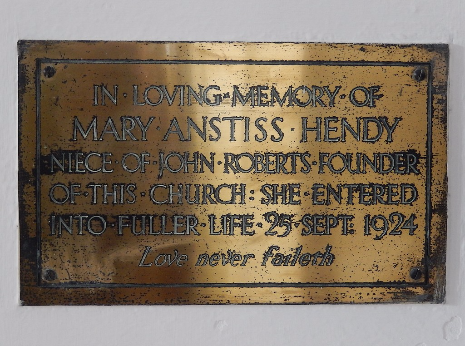 IN · LOVING · MEMORY · OF
MARY · ANSTISS · HENDY
NIECE · OF · JOHN · ROBERTS · FOUNDER
OF · THIS · CHURCH : SHE · ENTERED
INTO · FULLER · LIFE · 25 · SEPT. 1924
Love never faileth